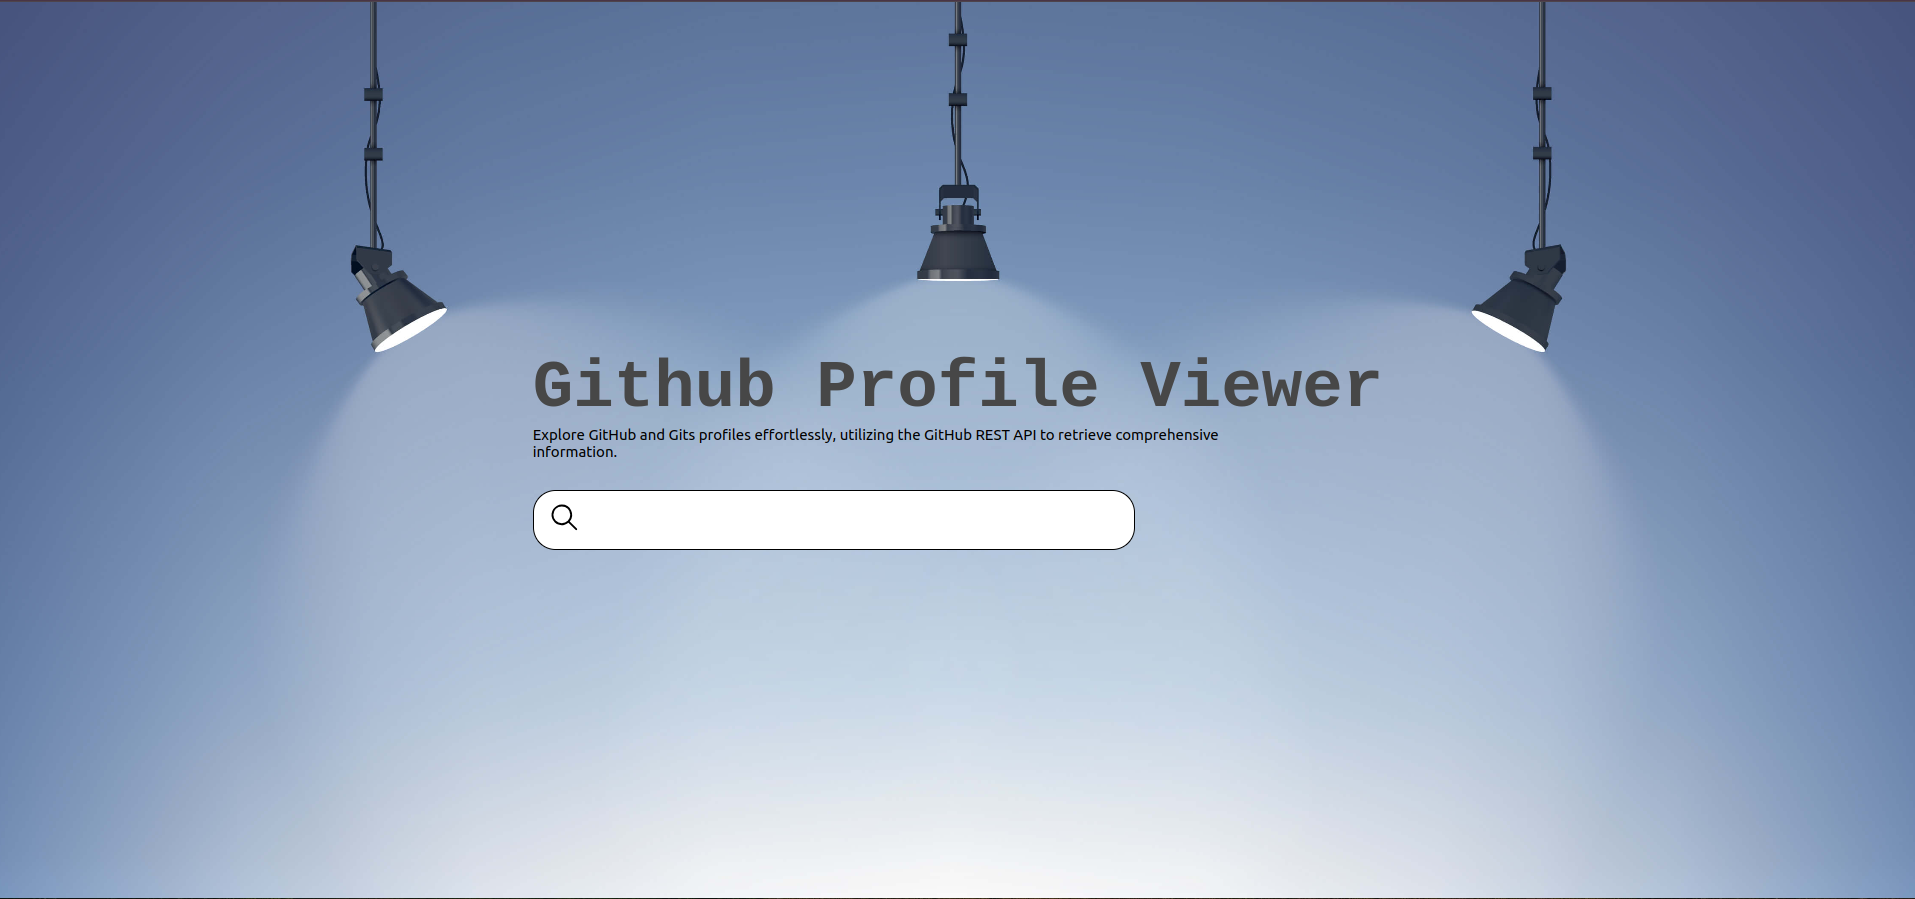 Github Profile Viewer
Explore GitHub and Gits profiles effortlessly, utilizing the GitHub REST API to retrieve comprehensive
information.